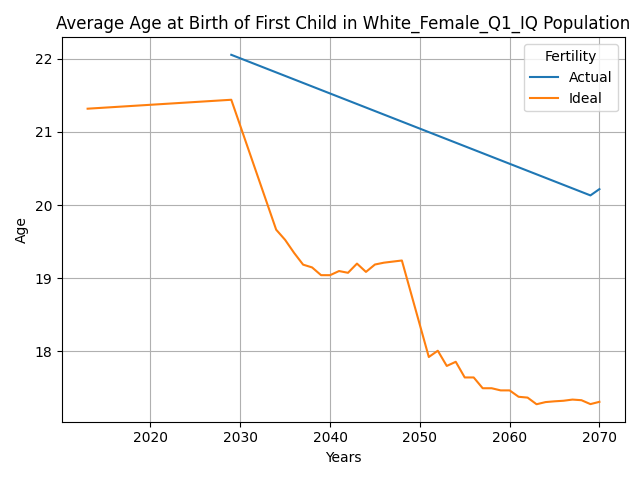 Average Age at Birth of First Child in White_Female_Q1_IQ Population
Fertility
Actual
Ideal
22
21
20
19
18
Age
2020
2030
2040
2050
2060
2070
Years